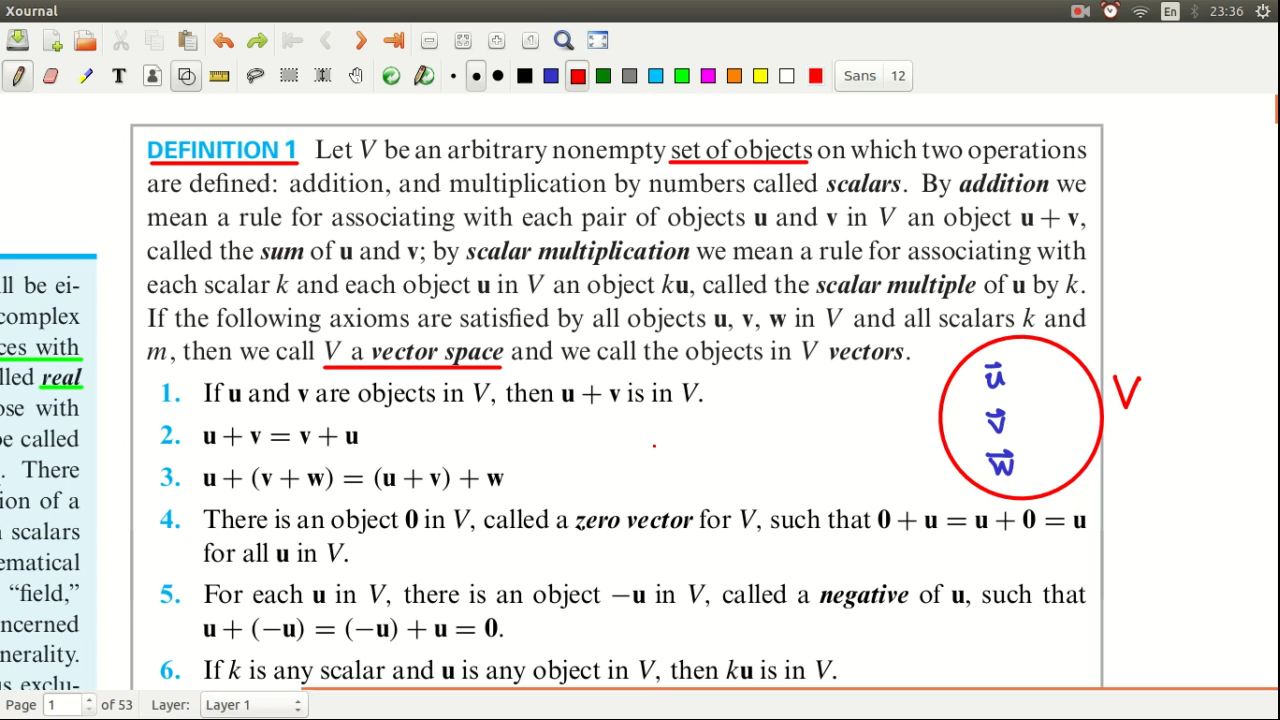 Xournal
En
23:36
T
Sans 12
DEFINITION 1 Let V be an arbitrary nonempty set of objects on which two operations
are defined: addition, and multiplication by numbers called scalars. By addition we
mean a rule for associating with each pair of objects u and v in V an object u + v,
called the sum of u and v; by scalar multiplication we mean a rule for associating with
each scalar k and each object u in V an object ku, called the scalar multiple of u by k.
If the following axioms are satisfied by all objects u, v, w in V and all scalars k and
m, then we call V a vector space and we call the objects in V vectors.
1. If u and v are objects in V, then u + v is in V.
2. u + v = v + u
3. u + (v + w) = (u + v) + w
4. There is an object 0 in V, called a zero vector for V, such that 0 + u = u + 0 = u
for all u in V.
5. For each u in V, there is an object −u in V, called a negative of u, such that
u + (−u) = (−u) + u = 0.
6. If k is any scalar and u is any object in V, then ku is in V.
u⃗
v⃗
w⃗
V
ll be ei-
complex
ces with
lled real
ose with
be called
. There
ion of a
scalars
ematical
“field,”
ncerned
nerality.
s exclu-
Page 1 of 53 Layer: Layer 1